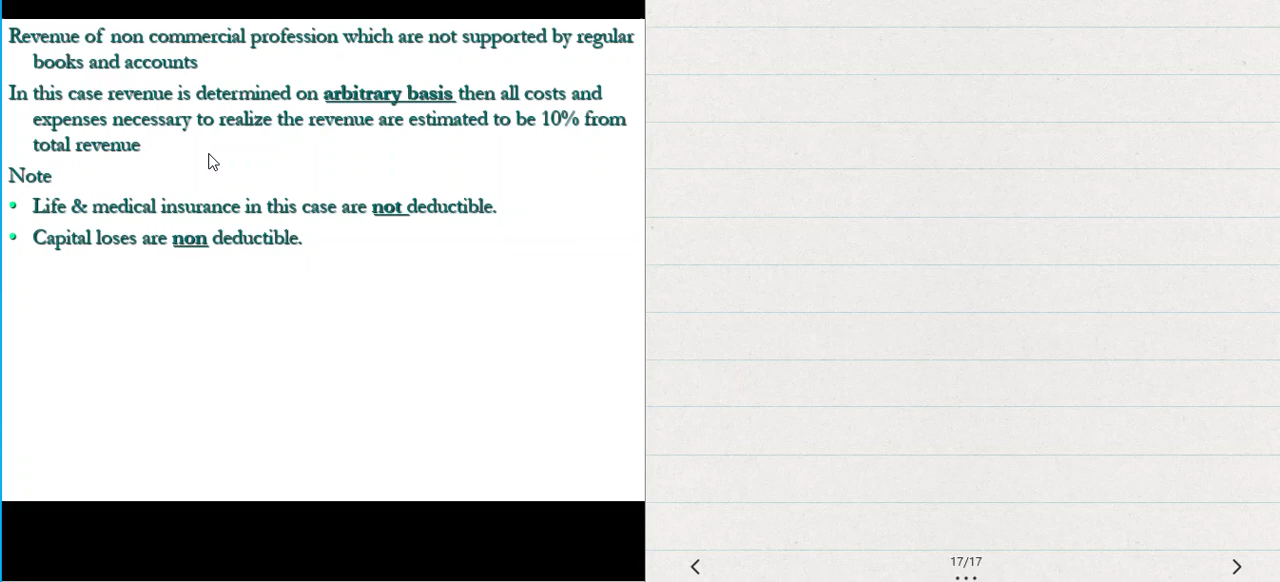 Revenue of non commercial profession which are not supported by regular
books and accounts
In this case revenue is determined on arbitrary basis then all costs and
expenses necessary to realize the revenue are estimated to be 10% from
total revenue
Note
• Life & medical insurance in this case are not deductible.
• Capital loses are non deductible.
17/17